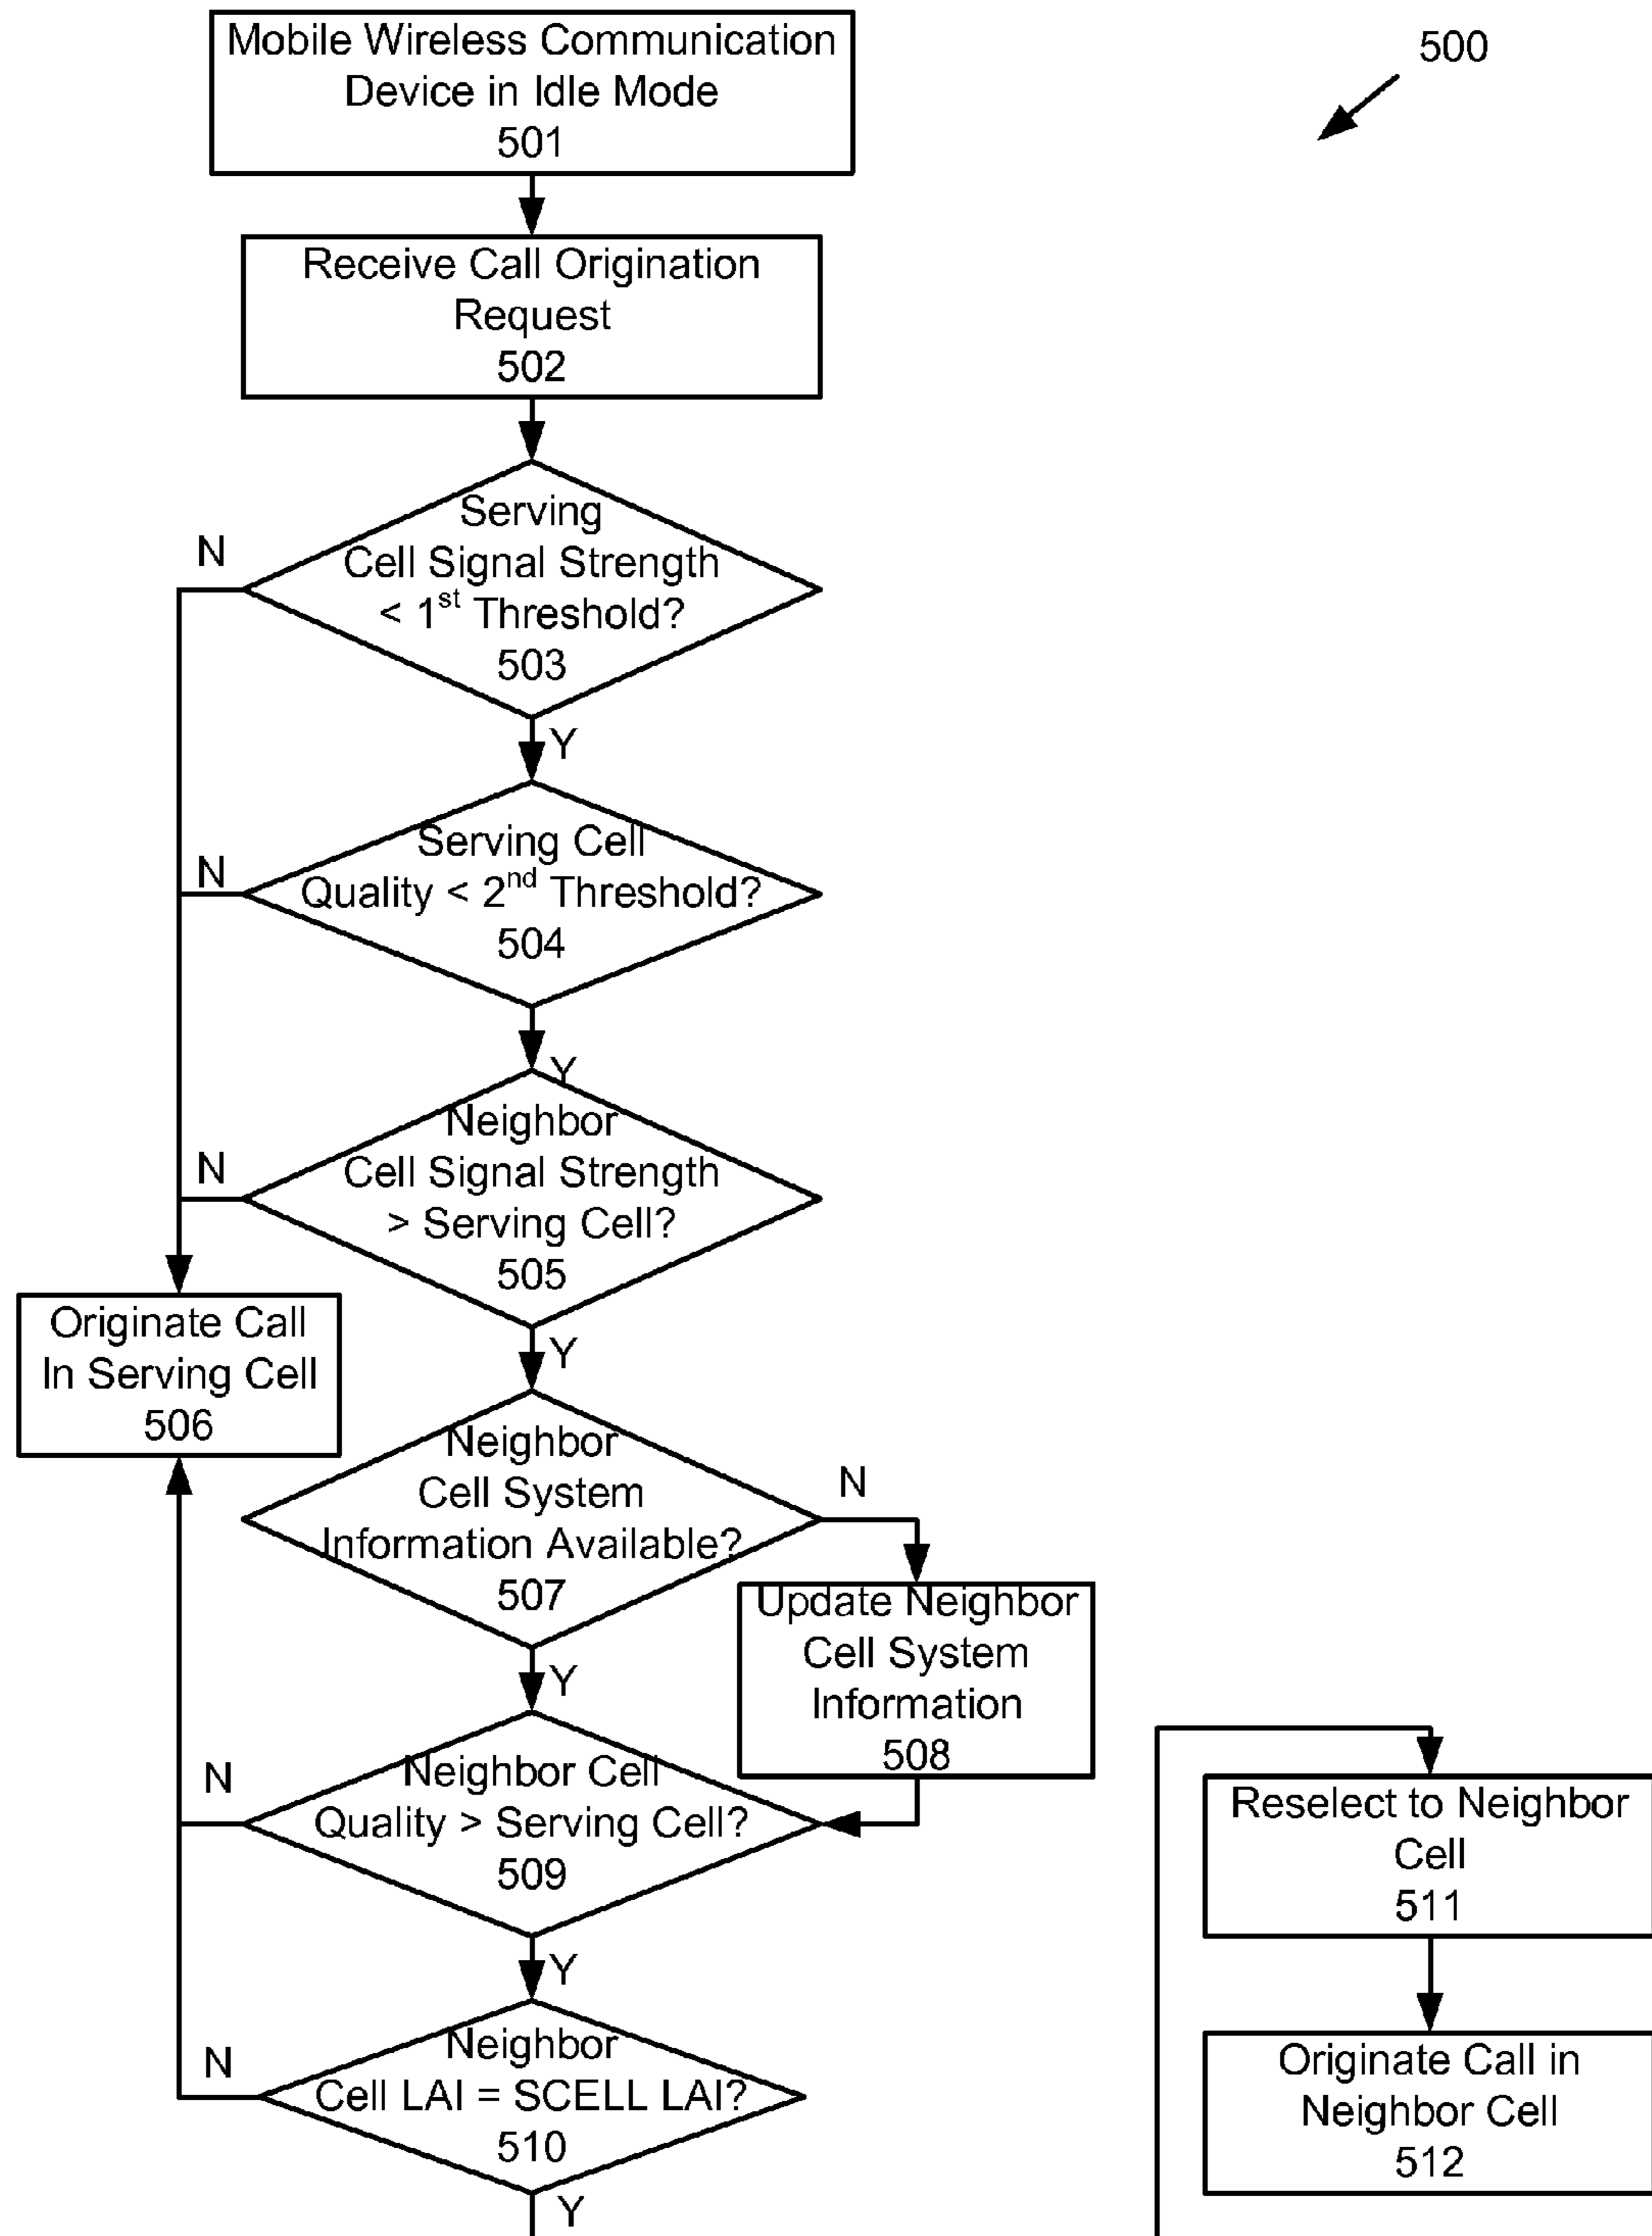 Mobile Wireless Communication
Device in Idle Mode
501
500
Receive Call Origination
Request
502
Serving
Cell Signal Strength
< 1st Threshold?
503
N
Y
Serving Cell
Quality < 2nd Threshold?
504
N
Y
Neighbor
Cell Signal Strength
> Serving Cell?
505
N
Y
Originate Call
In Serving Cell
506
Neighbor
Cell System
Information Available?
507
N
Y
Update Neighbor
Cell System
Information
508
Neighbor Cell
Quality > Serving Cell?
509
N
Y
Neighbor
Cell LAI = SCELL LAI?
510
N
Y
Reselect to Neighbor
Cell
511
Originate Call in
Neighbor Cell
512